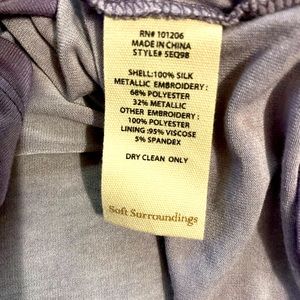 RN# 101206
MADE IN CHINA
STYLE# 5EQ98
SHELL:100% SILK
METALLIC EMBROIDERY:
68% POLYESTER
32% METALLIC
OTHER EMBROIDERY:
100% POLYESTER
LINING:95% VISCOSE
5% SPANDEX
DRY CLEAN ONLY
Soft Surroundings